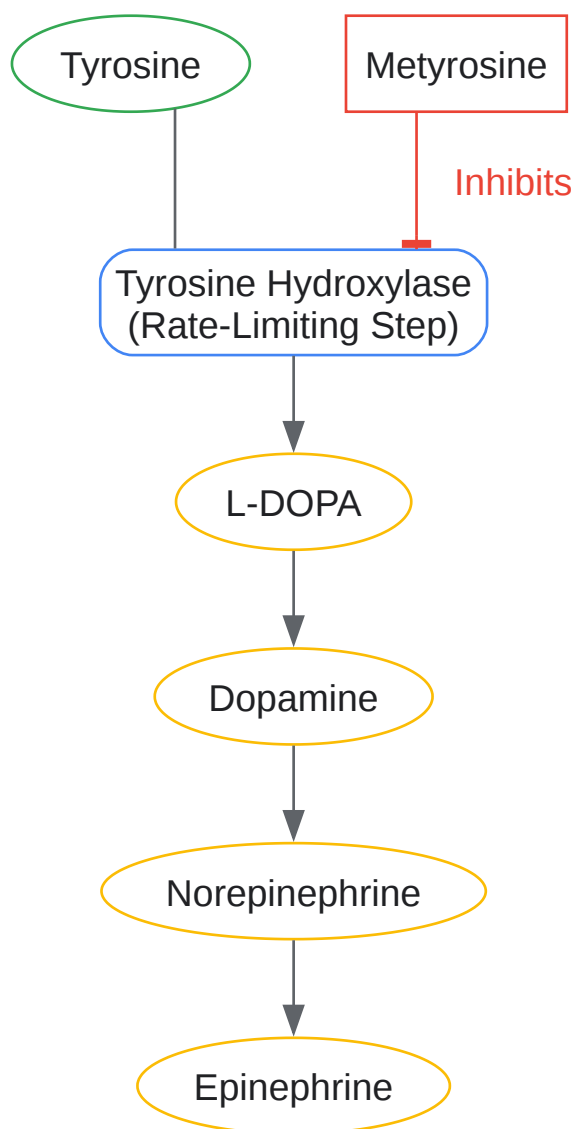 Tyrosine
Metyrosine
Inhibits
Tyrosine Hydroxylase
(Rate-Limiting Step)
L-DOPA
Dopamine
Norepinephrine
Epinephrine